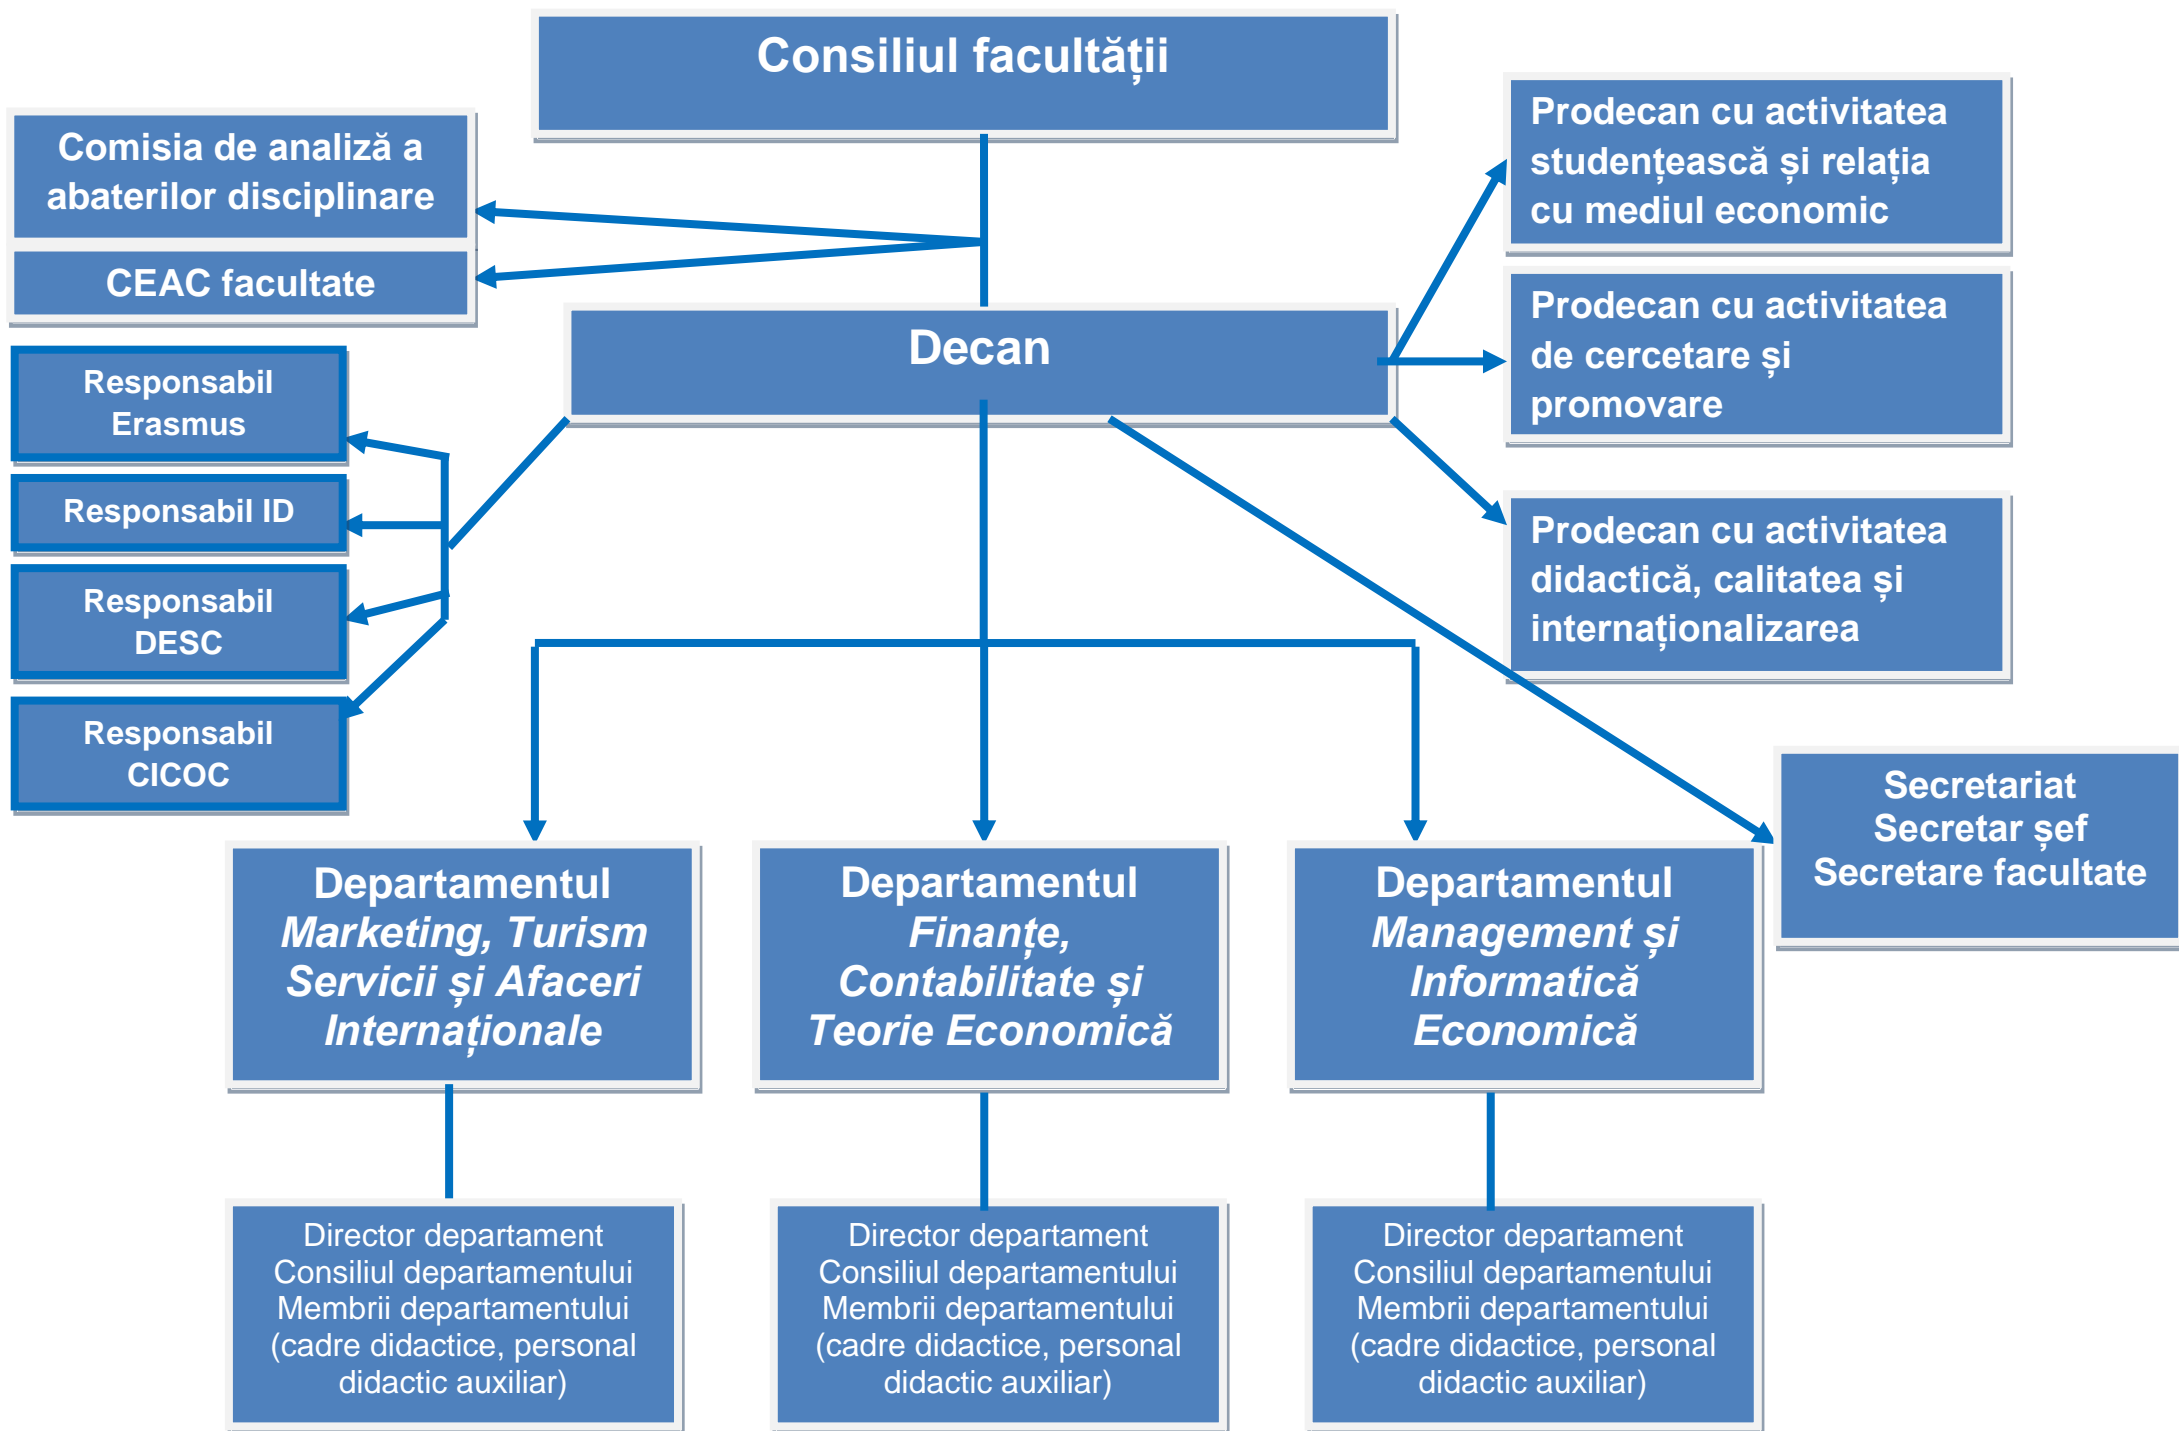 Consiliul facultății
Comisia de analiză a
abaterilor disciplinare
CEAC facultate
Prodecan cu activitatea
studențească și relația
cu mediul economic
Decan
Prodecan cu activitatea
de cercetare și
promovare
Responsabil
Erasmus
Responsabil ID
Responsabil
DESC
Responsabil
CICOC
Prodecan cu activitatea
didactică, calitatea și
internaționalizarea
Secretariat
Secretar șef
Secretare facultate
Departamentul
Marketing, Turism
Servicii și Afaceri
Internaționale
Departamentul
Finanțe,
Contabilitate și
Teorie Economică
Departamentul
Management și
Informatică
Economică
Director departament
Consiliul departamentului
Membrii departamentului
(cadre didactice, personal
didactic auxiliar)
Director departament
Consiliul departamentului
Membrii departamentului
(cadre didactice, personal
didactic auxiliar)
Director departament
Consiliul departamentului
Membrii departamentului
(cadre didactice, personal
didactic auxiliar)